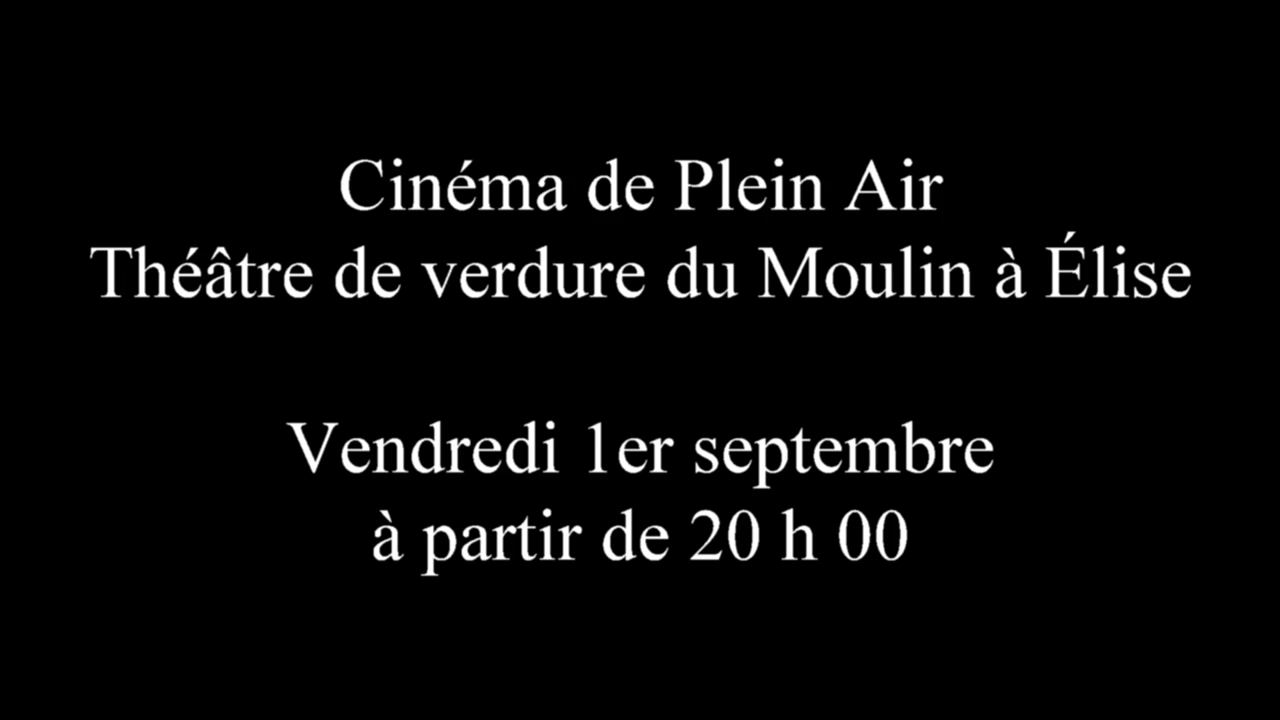 Cinéma de Plein Air
Théâtre de verdure du Moulin à Élise
Vendredi 1er septembre
à partir de 20 h 00